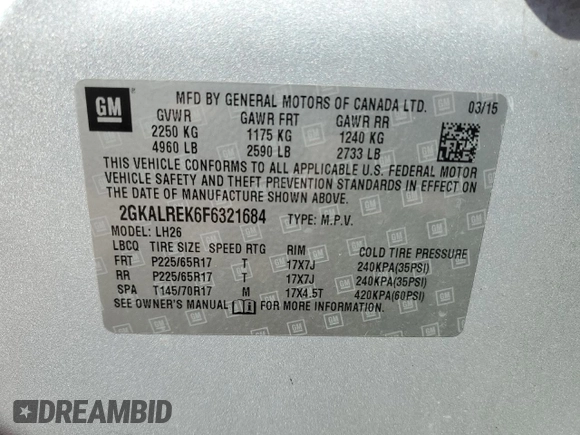 GM
MFD BY GENERAL MOTORS OF CANADA LTD. 03/15
GVWR GAWR FRT GAWR RR
2250 KG 1175 KG 1240 KG
4960 LB 2590 LB 2733 LB
THIS VEHICLE CONFORMS TO ALL APPLICABLE U.S. FEDERAL MOTOR
VEHICLE SAFETY AND THEFT PREVENTION STANDARDS IN EFFECT ON
THE DATE OF MANUFACTURE SHOWN ABOVE.
2GKALREK6F6321684 TYPE: M.P.V.
MODEL: LH26
LBCQ TIRE SIZE SPEED RTG RIM COLD TIRE PRESSURE
FRT P225/65R17 T 17X7J 240KPA(35PSI)
RR P225/65R17 T 17X7J 240KPA(35PSI)
SPA T145/70R17 M 17X4.5T 420KPA(60PSI)
SEE OWNER'S MANUAL FOR MORE INFORMATION.
DREAMBID